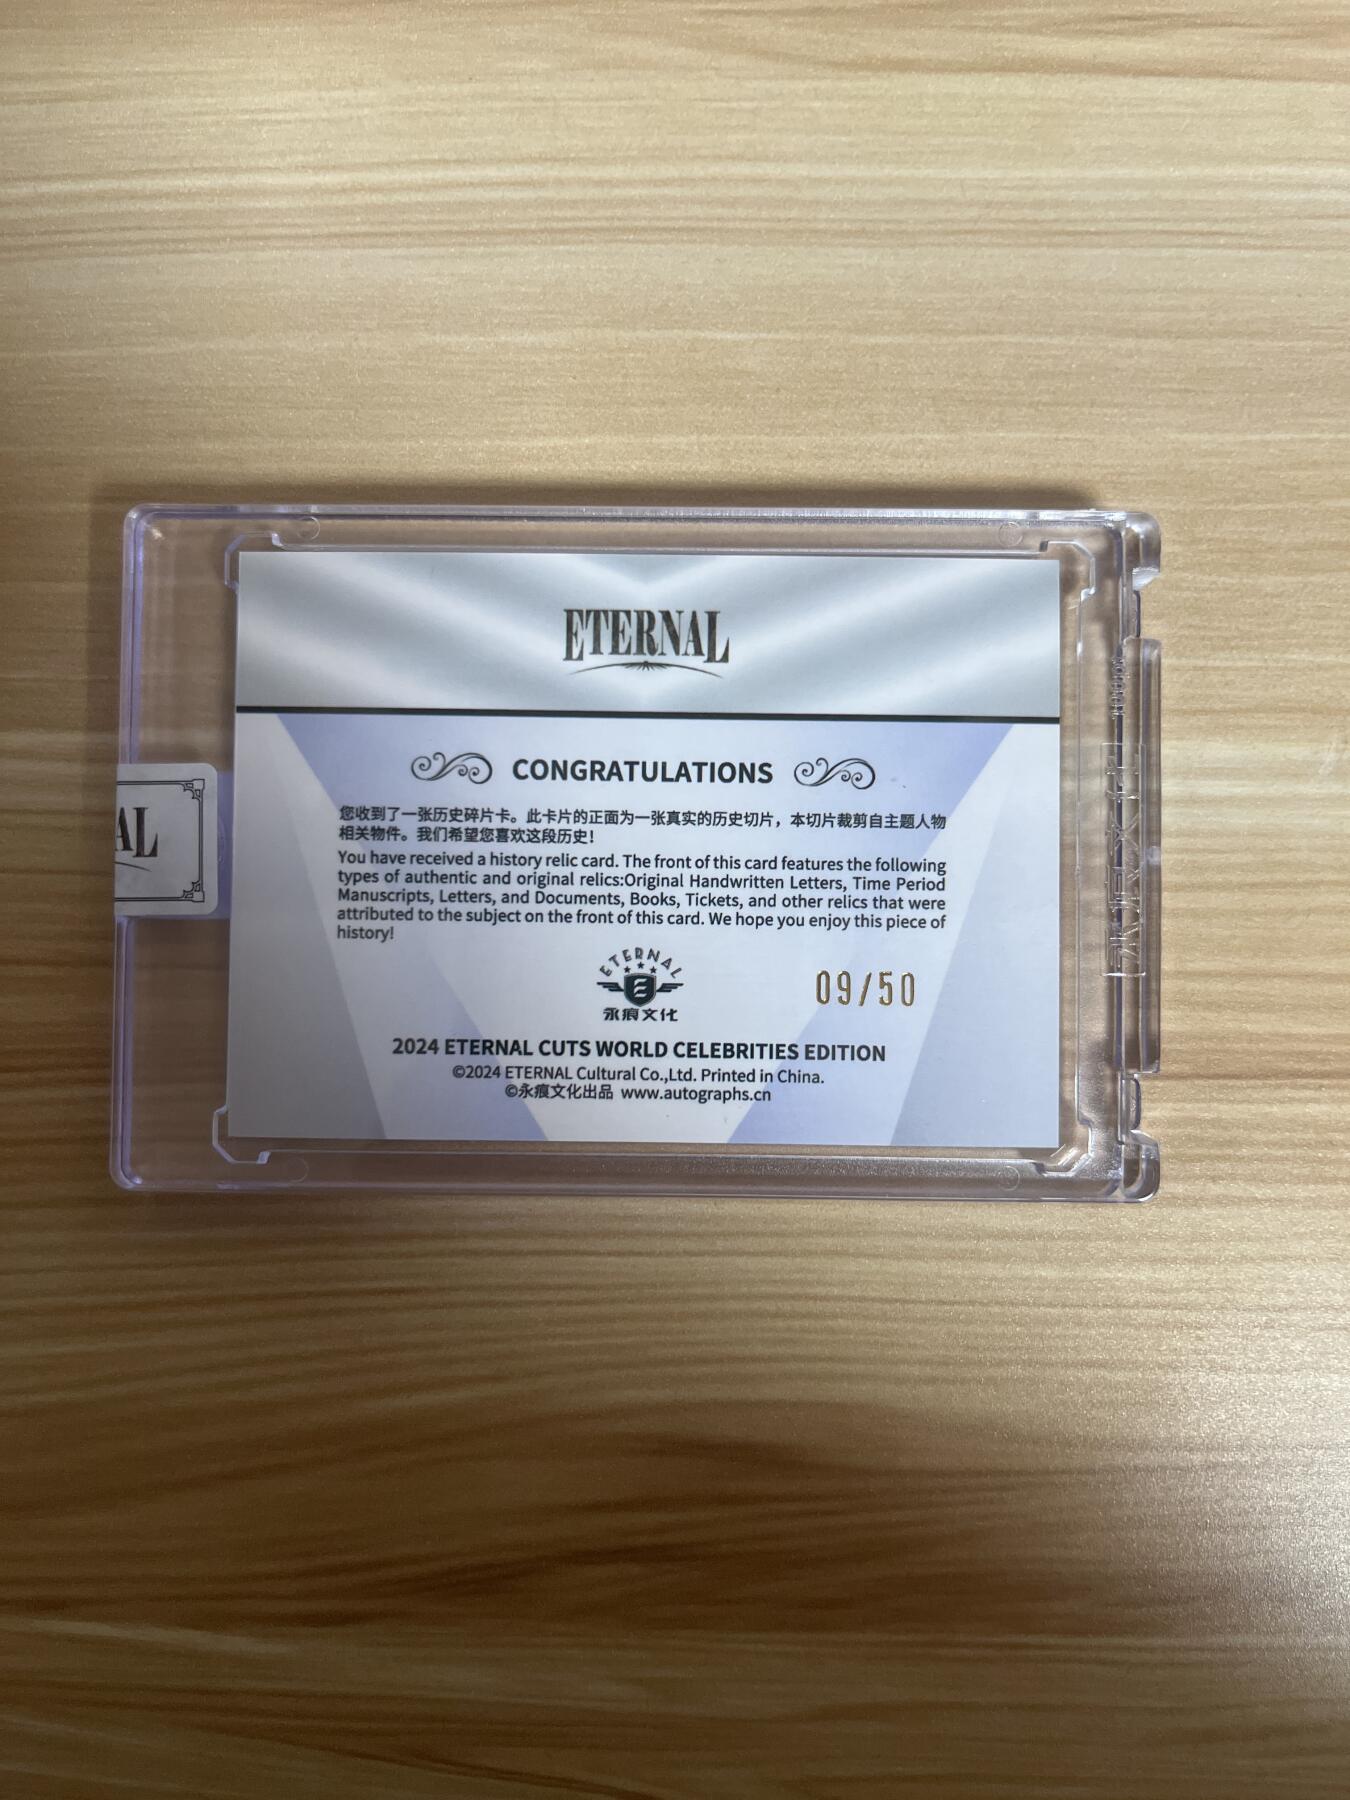 ETERNAL
CONGRATULATIONS
您收到了一张历史碎片卡。此卡片的正面为一张真实的历史切片，本切片裁剪自主题人物
相关物件。我们希望您喜欢这段历史！
You have received a history relic card. The front of this card features the following
types of authentic and original relics:Original Handwritten Letters, Time Period
Manuscripts, Letters, and Documents, Books, Tickets, and other relics that were
attributed to the subject on the front of this card. We hope you enjoy this piece of
history!
ETERNAL
永痕文化
09/50
2024 ETERNAL CUTS WORLD CELEBRITIES EDITION
©2024 ETERNAL Cultural Co.,Ltd. Printed in China.
©永痕文化出品 www.autographs.cn
AL
永痕文化